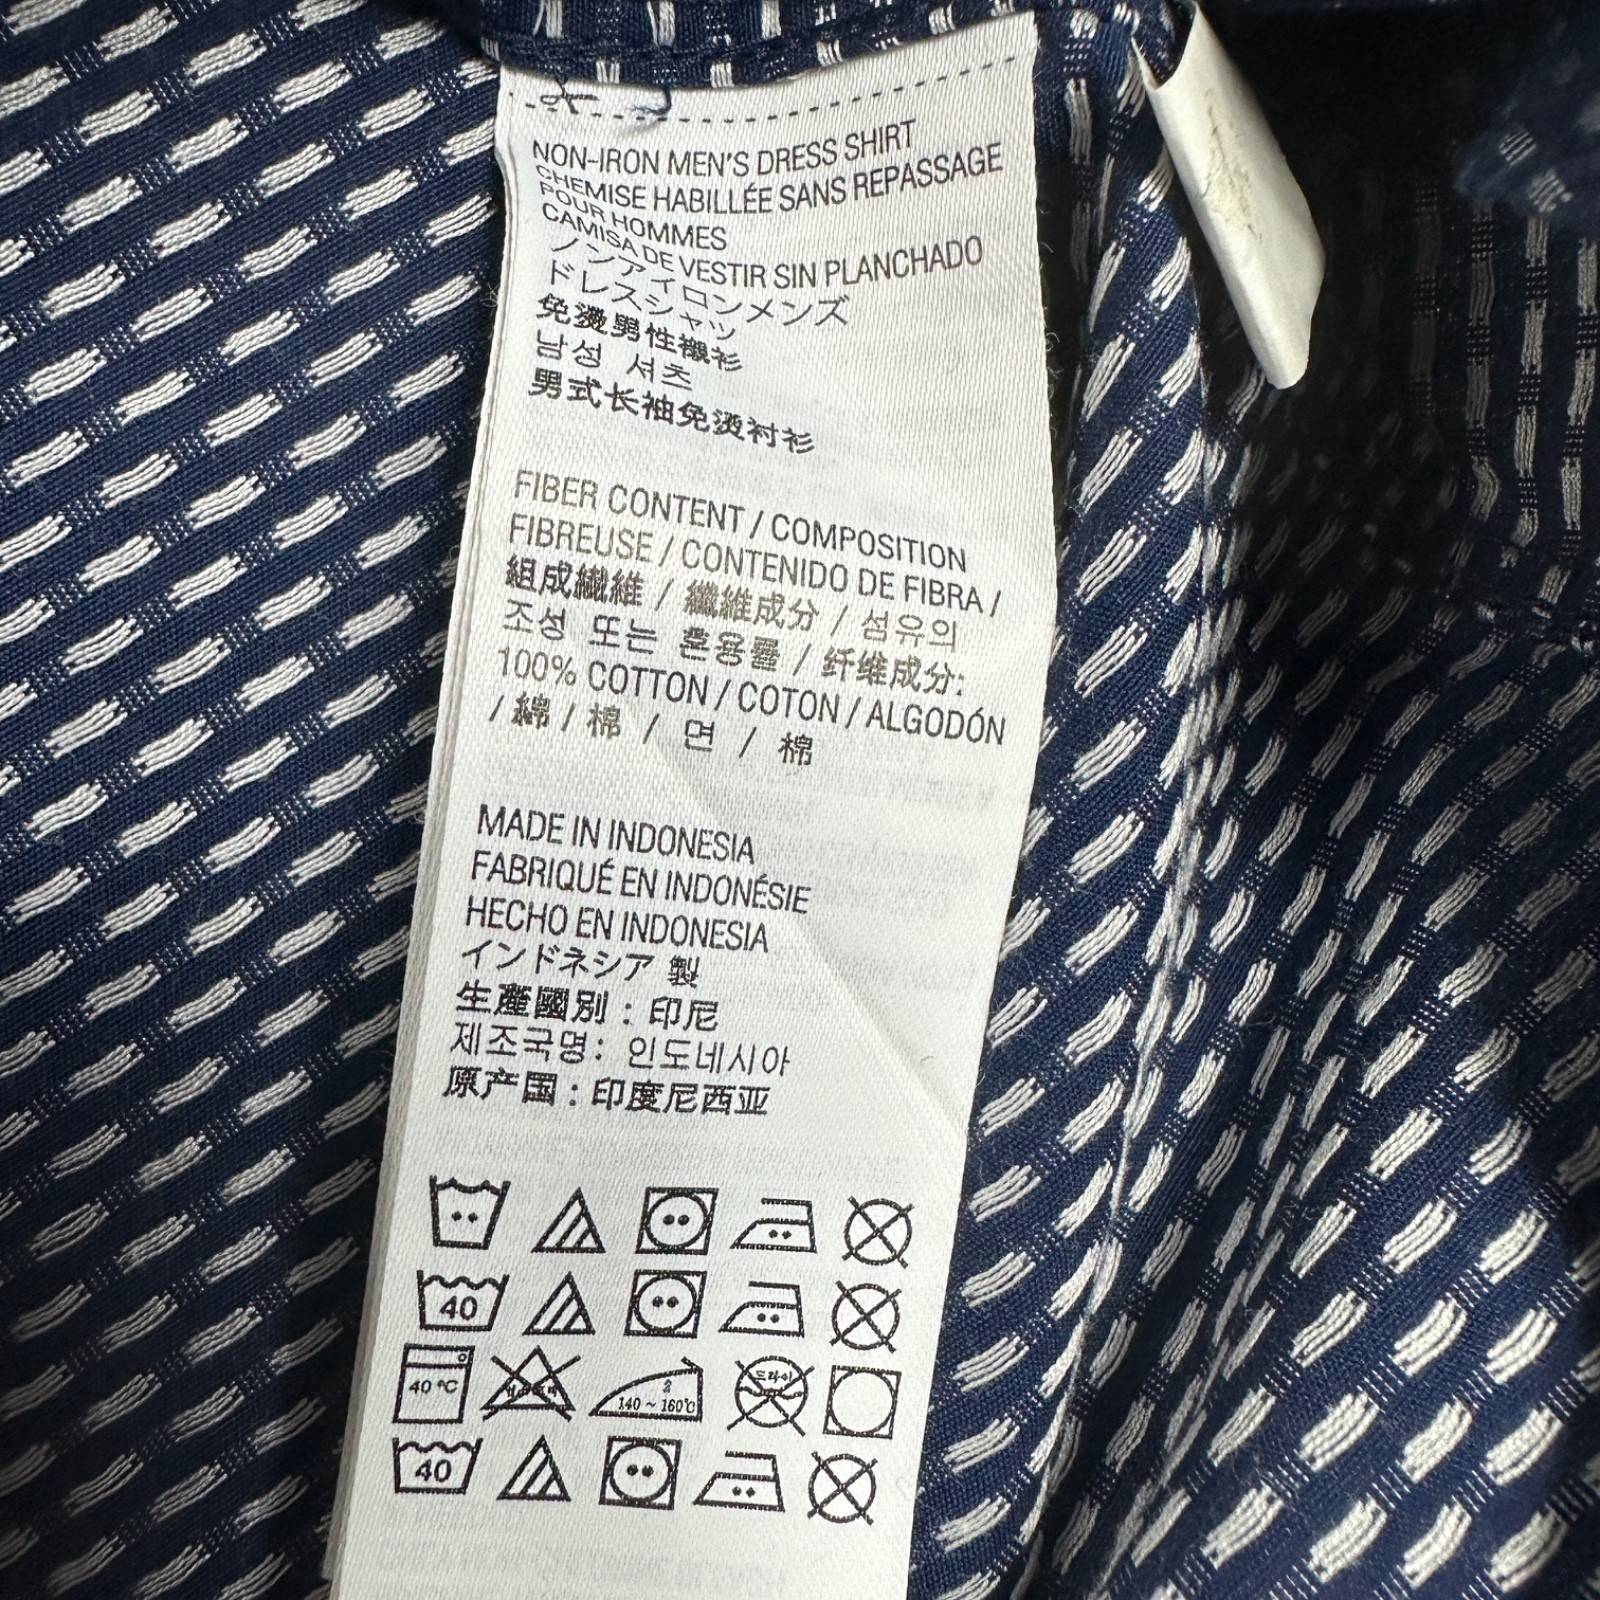 NON-IRON MEN'S DRESS SHIRT
CHEMISE HABILLÉE SANS REPASSAGE
POUR HOMMES
CAMISA DE VESTIR SIN PLANCHADO
ノンアイロンメンズ
ドレスシャツ
免燙男性襯衫
남성 셔츠
男式长袖免烫衬衫
FIBER CONTENT / COMPOSITION
FIBREUSE / CONTENIDO DE FIBRA /
組成繊維 / 纖維成分 / 섬유의
조성 또는 혼용률 / 纤维成分:
100% COTTON / COTON / ALGODÓN
/ 綿 / 棉 / 면 / 棉
MADE IN INDONESIA
FABRIQUÉ EN INDONÉSIE
HECHO EN INDONESIA
インドネシア 製
生產國別 : 印尼
제조국명: 인도네시아
原产国 : 印度尼西亚
40
40 ℃ 2 140 ~ 160℃ 드라이
40